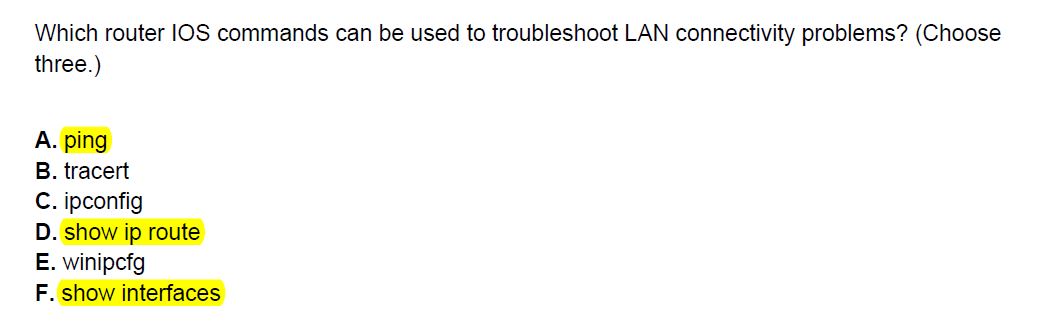 Which router IOS commands can be used to troubleshoot LAN connectivity problems? (Choose
three.)
A. ping
B. tracert
C. ipconfig
D. show ip route
E. winipcfg
F. show interfaces